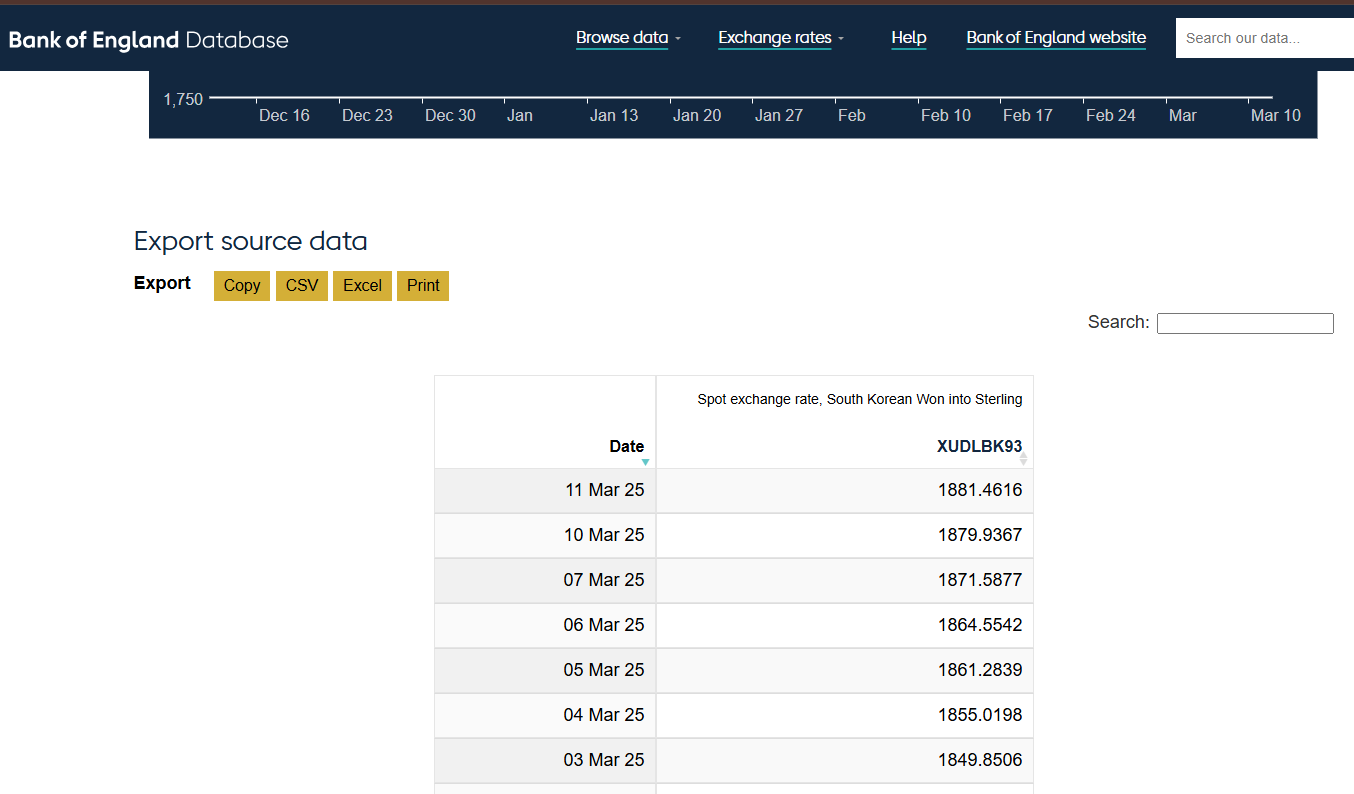 Bank of England Database Browse data Exchange rates Help Bank of England website Search our data...
1,750
Dec 16 Dec 23 Dec 30 Jan Jan 13 Jan 20 Jan 27 Feb Feb 10 Feb 17 Feb 24 Mar Mar 10
Export source data
Export Copy CSV Excel Print
Search:
Spot exchange rate, South Korean Won into Sterling
Date XUDLBK93
11 Mar 25 1881.4616
10 Mar 25 1879.9367
07 Mar 25 1871.5877
06 Mar 25 1864.5542
05 Mar 25 1861.2839
04 Mar 25 1855.0198
03 Mar 25 1849.8506